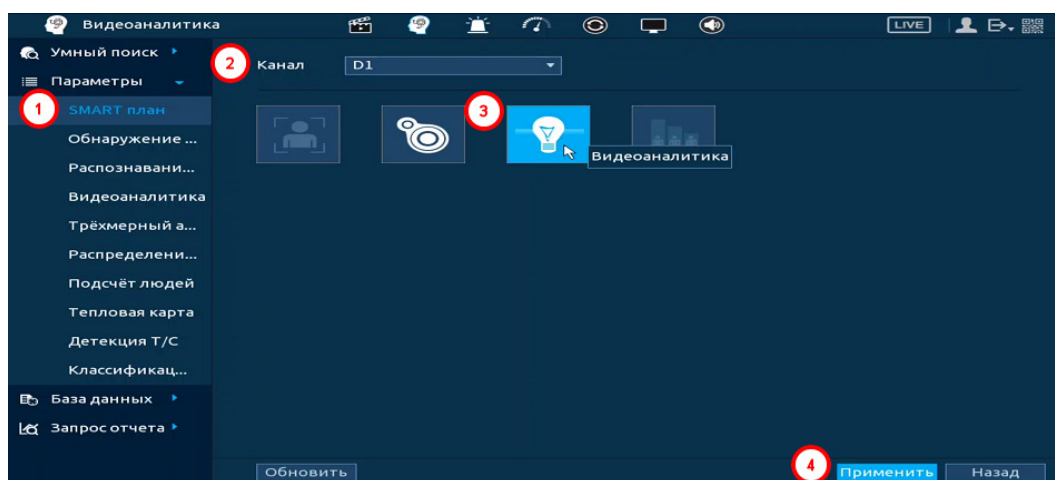 Видеоаналитика
LIVE
Умный поиск
Параметры
1
SMART план
Обнаружение ...
Распознавани...
Видеоаналитика
Трёхмерный а...
Распределени...
Подсчёт людей
Тепловая карта
Детекция Т/С
Классификац...
База данных
Запрос отчета
2
Канал D1
3
Видеоаналитика
Обновить
4
Применить
Назад